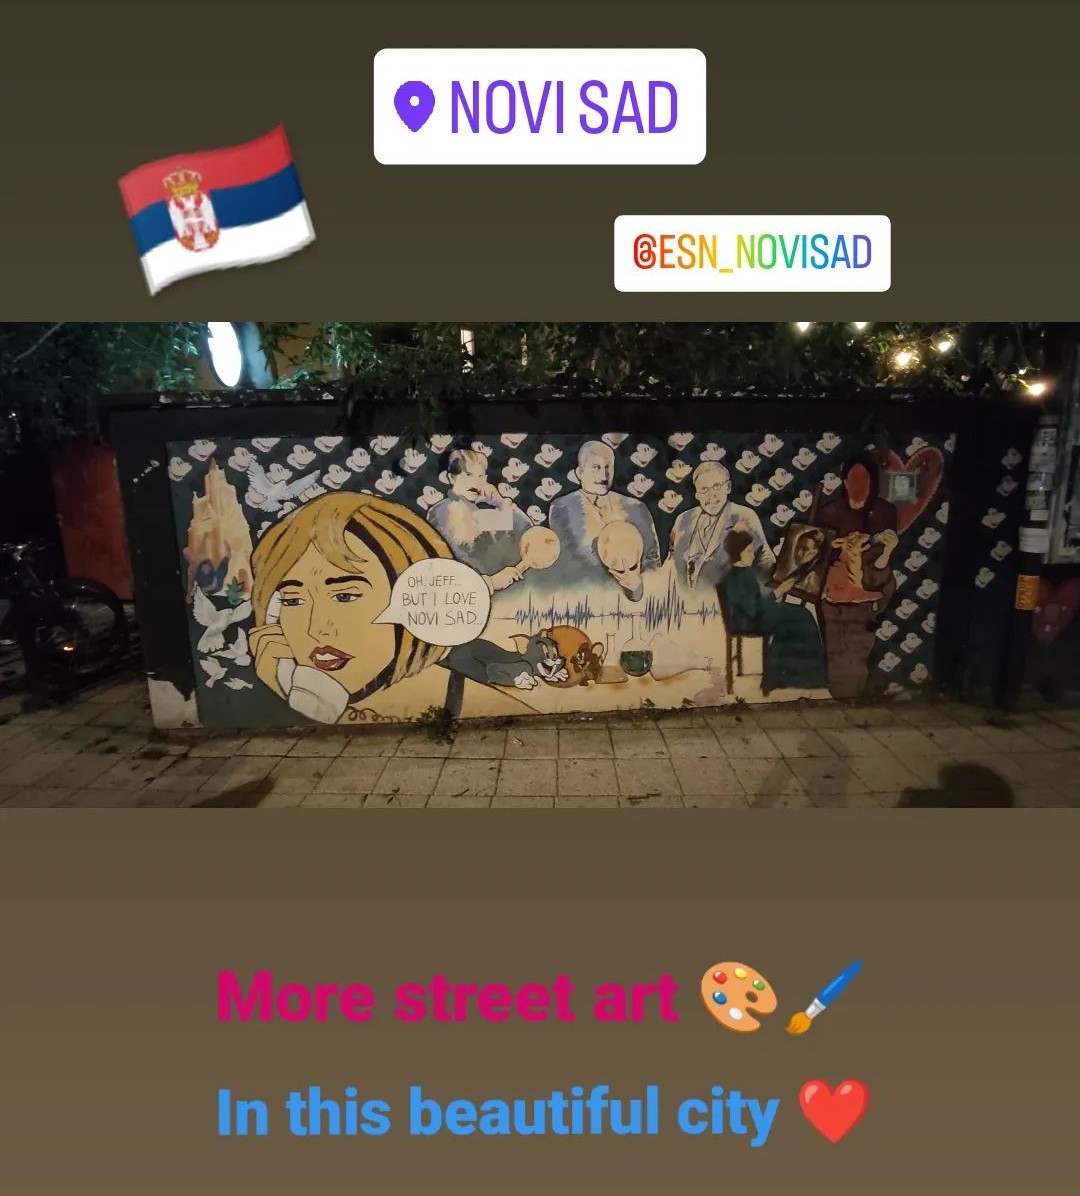 NOVI SAD
@ESN_NOVISAD
OH, JEFF...
BUT I LOVE
NOVI SAD...
More street art
In this beautiful city